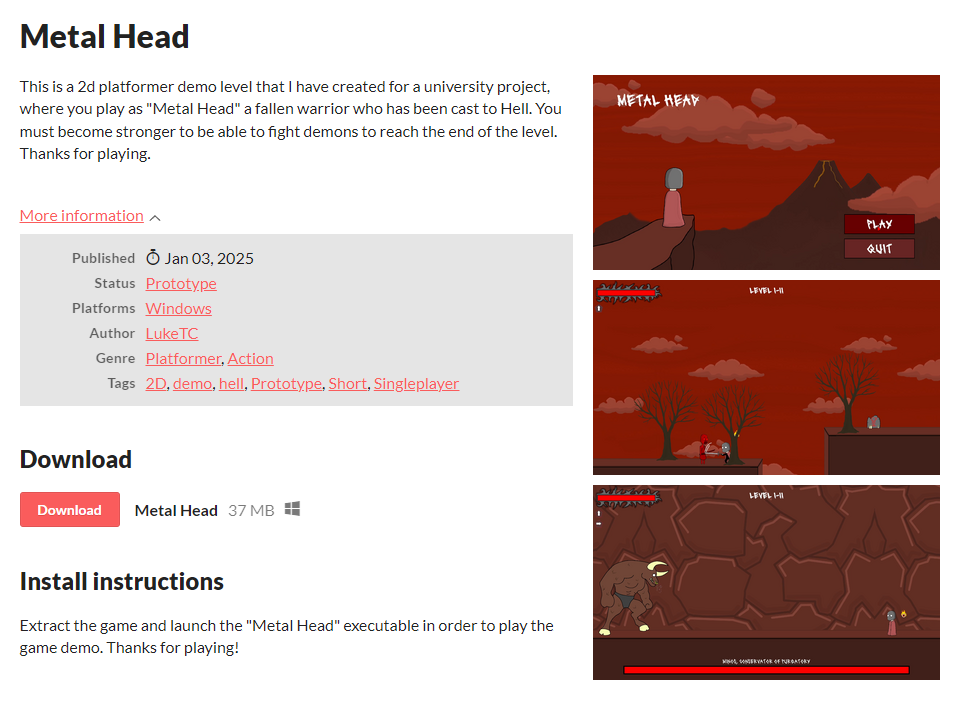 Metal Head
This is a 2d platformer demo level that I have created for a university project,
where you play as "Metal Head" a fallen warrior who has been cast to Hell. You
must become stronger to be able to fight demons to reach the end of the level.
Thanks for playing.
More information
Published Jan 03, 2025
Status Prototype
Platforms Windows
Author LukeTC
Genre Platformer, Action
Tags 2D, demo, hell, Prototype, Short, Singleplayer
Download
Download Metal Head 37 MB
Install instructions
Extract the game and launch the "Metal Head" executable in order to play the
game demo. Thanks for playing!
METAL HEAD
PLAY
QUIT
LEVEL I-II
LEVEL I-II
MINOS, CONSERVATOR OF PURGATORY